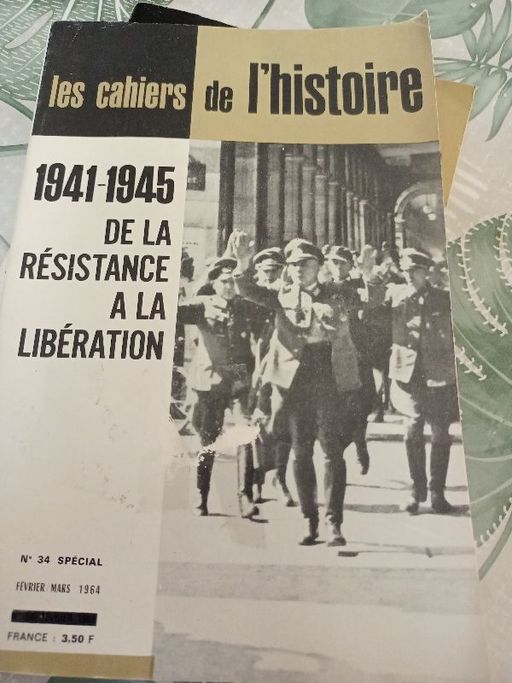 les cahiers de l'histoire
1941-1945
DE LA
RÉSISTANCE
A LA
LIBÉRATION
N° 34 SPÉCIAL
FÉVRIER-MARS 1964
FRANCE : 3,50 F